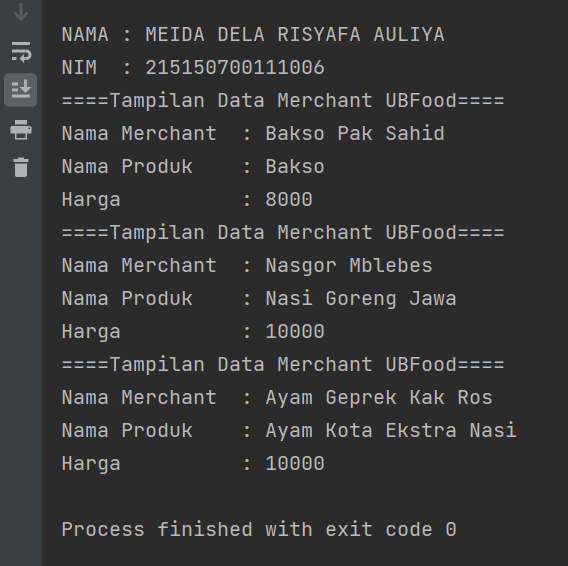 NAMA : MEIDA DELA RISYAFA AULIYA
NIM  : 215150700111006
====Tampilan Data Merchant UBFood====
Nama Merchant  : Bakso Pak Sahid
Nama Produk    : Bakso
Harga          : 8000
====Tampilan Data Merchant UBFood====
Nama Merchant  : Nasgor Mblebes
Nama Produk    : Nasi Goreng Jawa
Harga          : 10000
====Tampilan Data Merchant UBFood====
Nama Merchant  : Ayam Geprek Kak Ros
Nama Produk    : Ayam Kota Ekstra Nasi
Harga          : 10000
Process finished with exit code 0